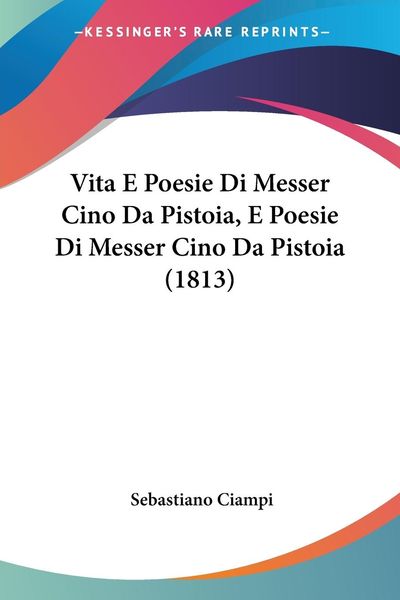 KESSINGER'S RARE REPRINTS
Vita E Poesie Di Messer
Cino Da Pistoia, E Poesie
Di Messer Cino Da Pistoia
(1813)
Sebastiano Ciampi